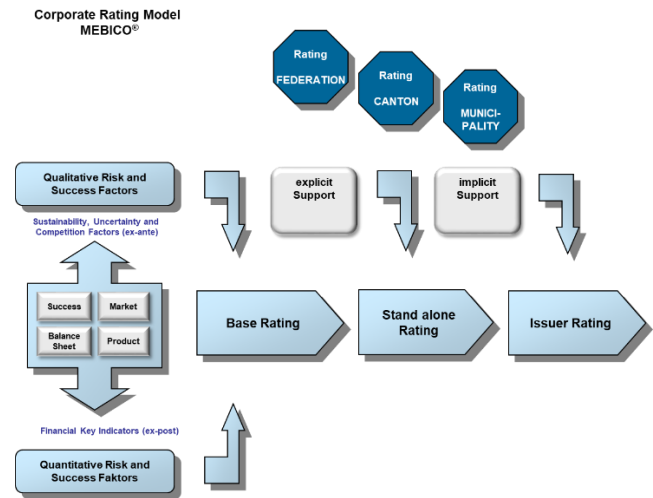 Corporate Rating Model
MEBICO®
Rating
FEDERATION
Rating
CANTON
Rating
MUNICI-
PALITY
Qualitative Risk and
Success Factors
explicit
Support
implicit
Support
Sustainability, Uncertainty and
Competition Factors (ex-ante)
Success
Market
Balance
Sheet
Product
Base Rating
Stand alone
Rating
Issuer Rating
Financial Key Indicators (ex-post)
Quantitative Risk and
Success Faktors